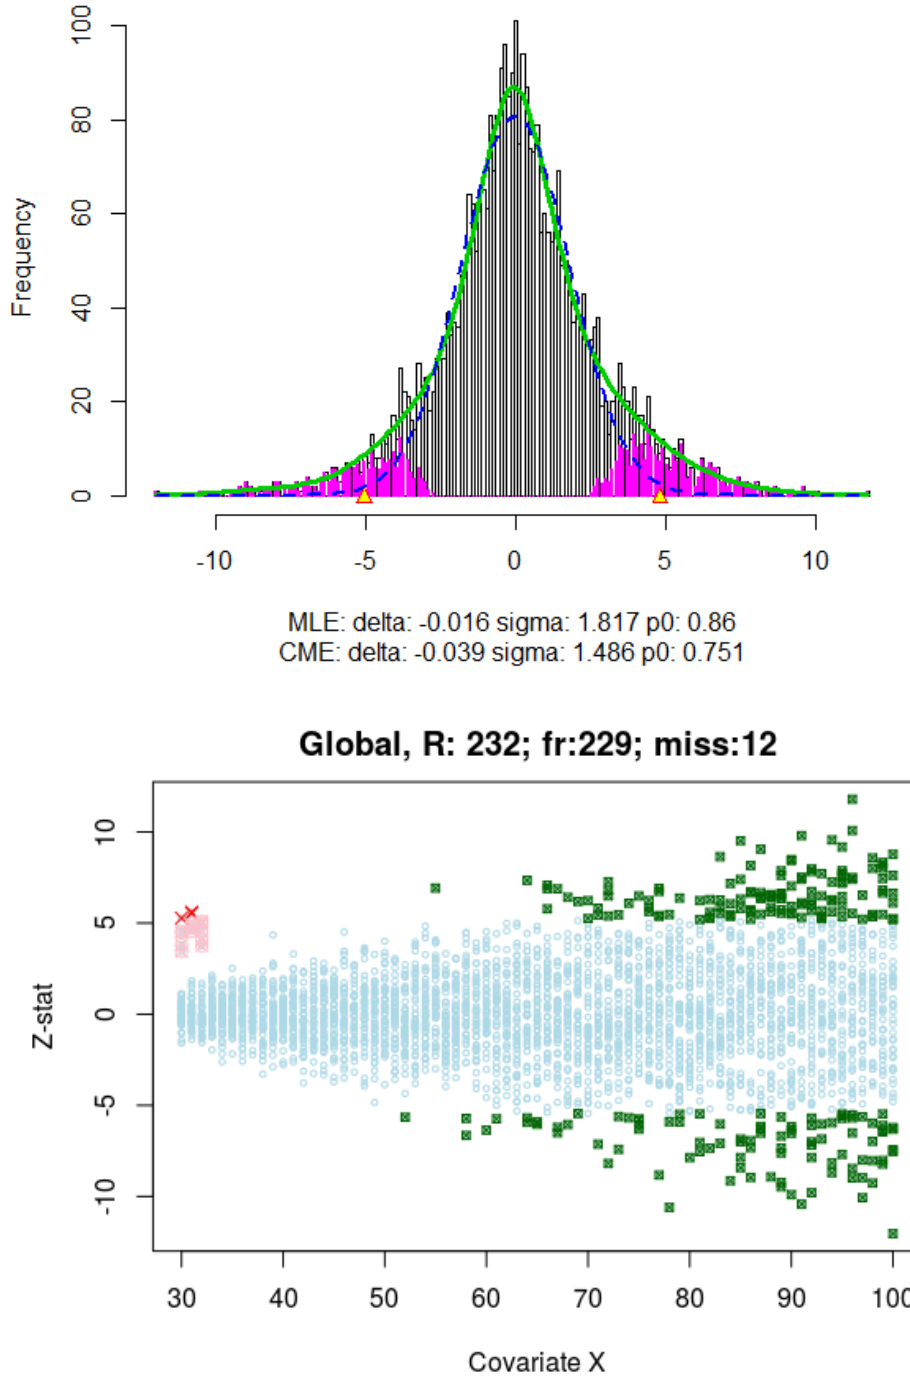 100
80
60
40
20
0
Frequency
-10 -5 0 5 10
MLE: delta: -0.016 sigma: 1.817 p0: 0.86
CME: delta: -0.039 sigma: 1.486 p0: 0.751
Global, R: 232; fr:229; miss:12
10
5
0
-5
-10
Z-stat
30 40 50 60 70 80 90 100
Covariate X